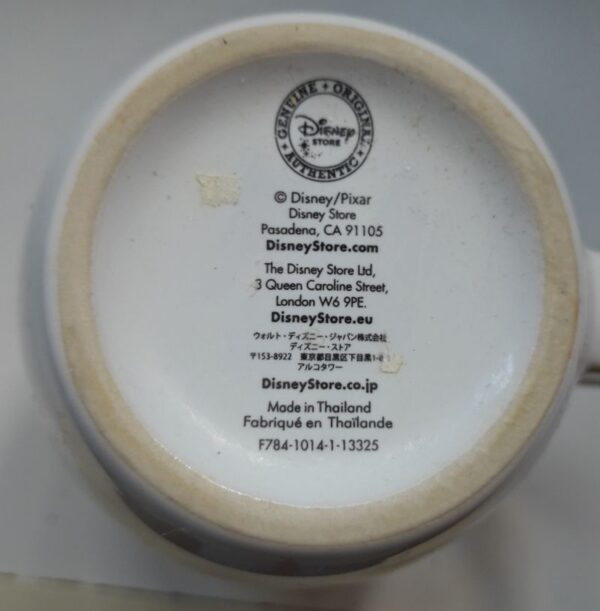 GENUINE ORIGINAL AUTHENTIC
Disney
STORE
© Disney/Pixar
Disney Store
Pasadena, CA 91105
DisneyStore.com
The Disney Store Ltd,
3 Queen Caroline Street,
London W6 9PE.
DisneyStore.eu
ウォルト・ディズニー・ジャパン株式会社
ディズニー・ストア
〒153-8922 東京都目黒区下目黒1-8
アルコタワー
DisneyStore.co.jp
Made in Thailand
Fabriqué en Thaïlande
F784-1014-1-13325